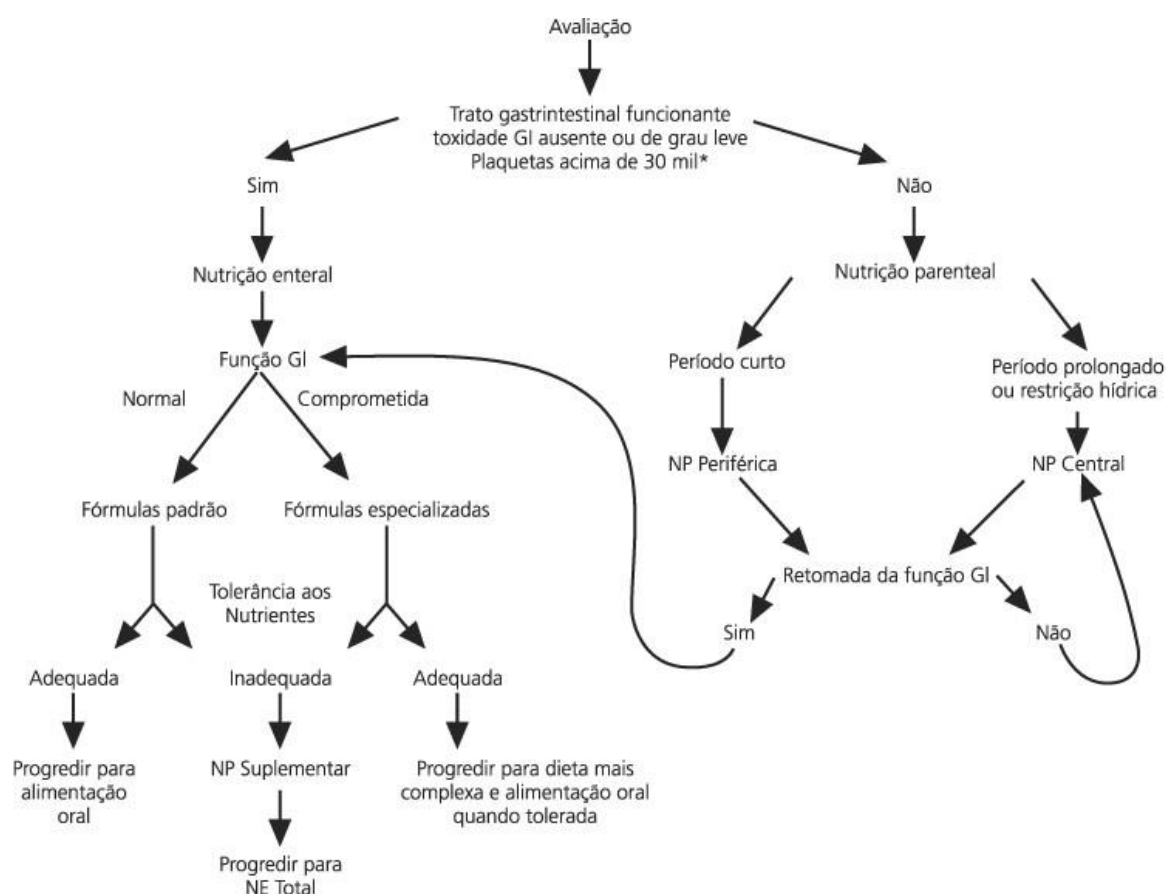 Avaliação
Trato gastrintestinal funcionante
toxidade GI ausente ou de grau leve
Plaquetas acima de 30 mil*
Sim
Não
Nutrição enteral
Nutrição parenteal
Função GI
Período curto
Período prolongado
ou restrição hídrica
Normal
Comprometida
NP Periférica
NP Central
Fórmulas padrão
Fórmulas especializadas
Retomada da função GI
Tolerância aos
Nutrientes
Sim
Não
Adequada
Inadequada
Adequada
Progredir para
alimentação
oral
NP Suplementar
Progredir para dieta mais
complexa e alimentação oral
quando tolerada
Progredir para
NE Total